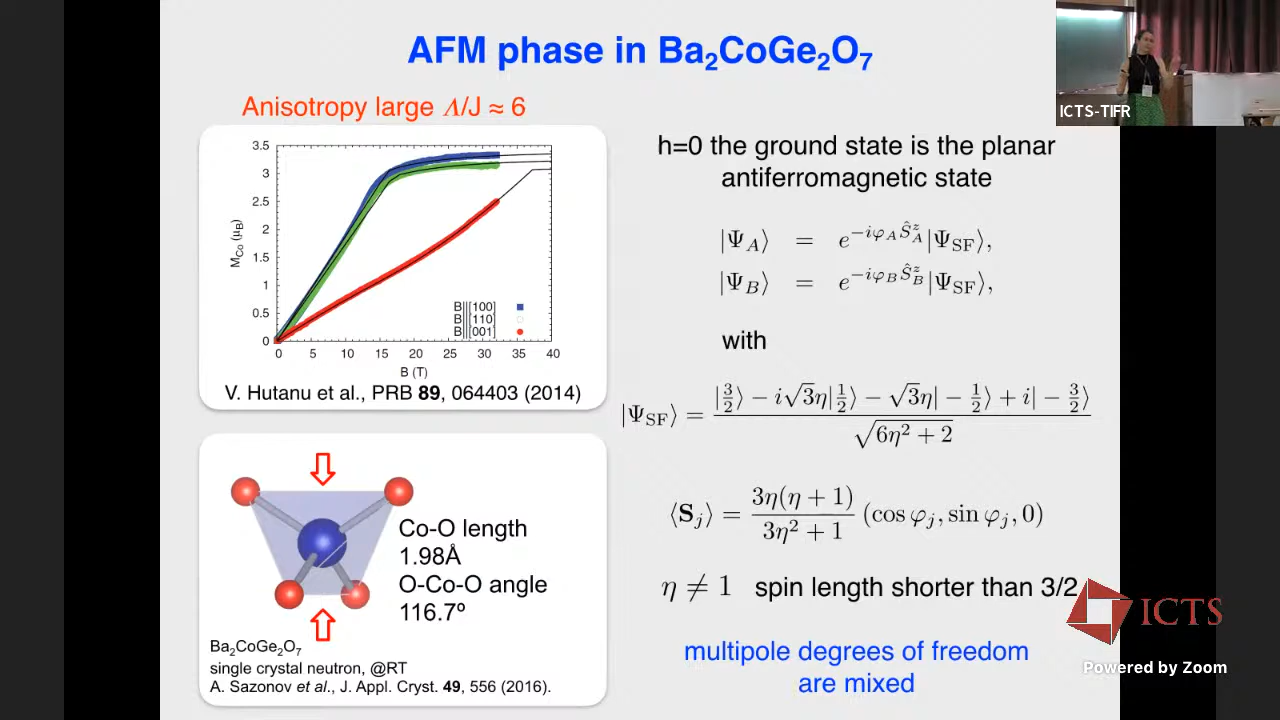 AFM phase in Ba₂CoGe₂O₇
ICTS-TIFR
Anisotropy large Λ/J ≈ 6
3.5
3
2.5
2
1.5
1
0.5
0
M_Co (μ_B)
0 5 10 15 20 25 30 35 40
B (T)
B||[100]
B||[110]
B||[001]
V. Hutanu et al., PRB 89, 064403 (2014)
Co-O length
1.98Å
O-Co-O angle
116.7º
Ba₂CoGe₂O₇
single crystal neutron, @RT
A. Sazonov et al., J. Appl. Cryst. 49, 556 (2016).
h=0 the ground state is the planar
antiferromagnetic state
|Ψ_A⟩ = e^{-iφ_A Ŝ^z_A}|Ψ_SF⟩,
|Ψ_B⟩ = e^{-iφ_B Ŝ^z_B}|Ψ_SF⟩,
with
|Ψ_SF⟩ = (|3/2⟩ − i√3η|1/2⟩ − √3η|−1/2⟩ + i|−3/2⟩) / √(6η² + 2)
⟨S_j⟩ = 3η(η + 1) / (3η² + 1) (cos φ_j, sin φ_j, 0)
η ≠ 1 spin length shorter than 3/2
multipole degrees of freedom
are mixed
ICTS
Powered by Zoom